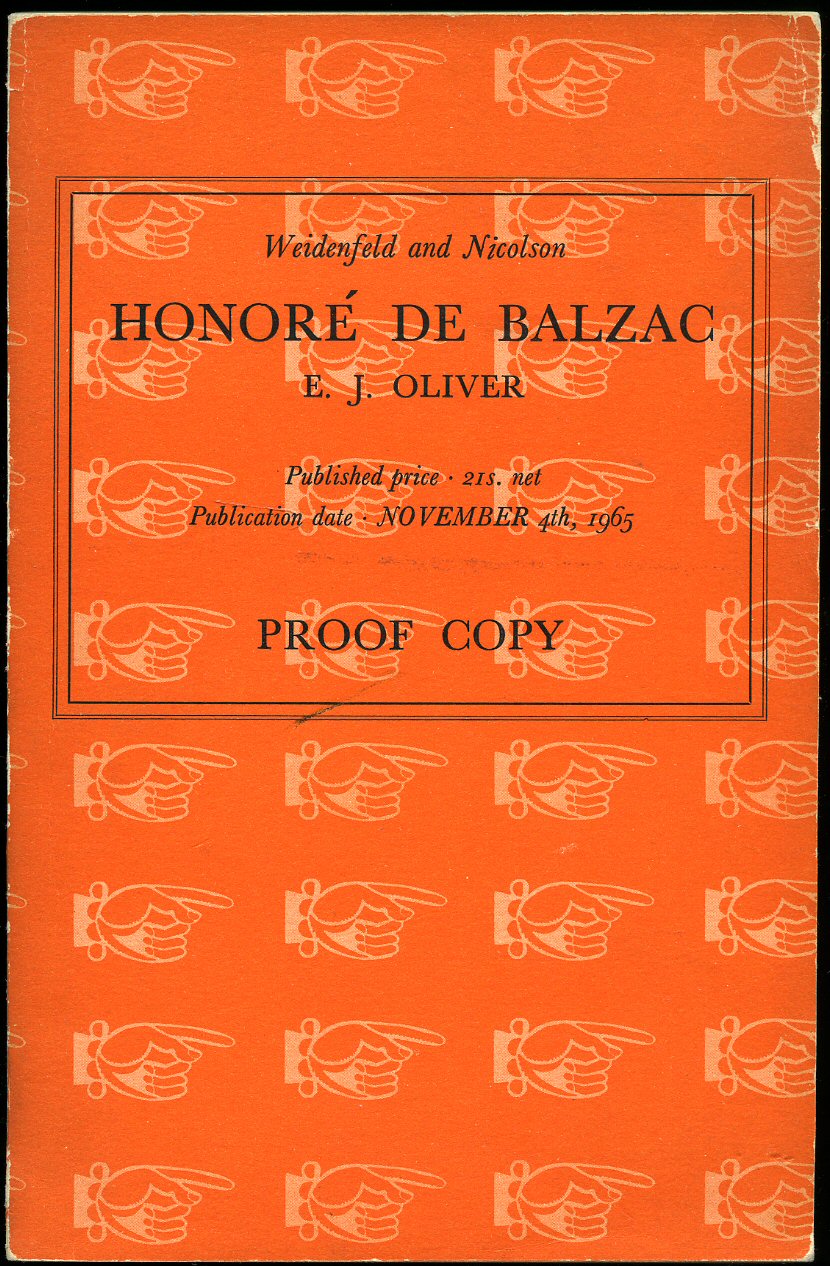 Weidenfeld and Nicolson
HONORÉ DE BALZAC
E. J. OLIVER
Published price · 21s. net
Publication date · NOVEMBER 4th, 1965
PROOF COPY